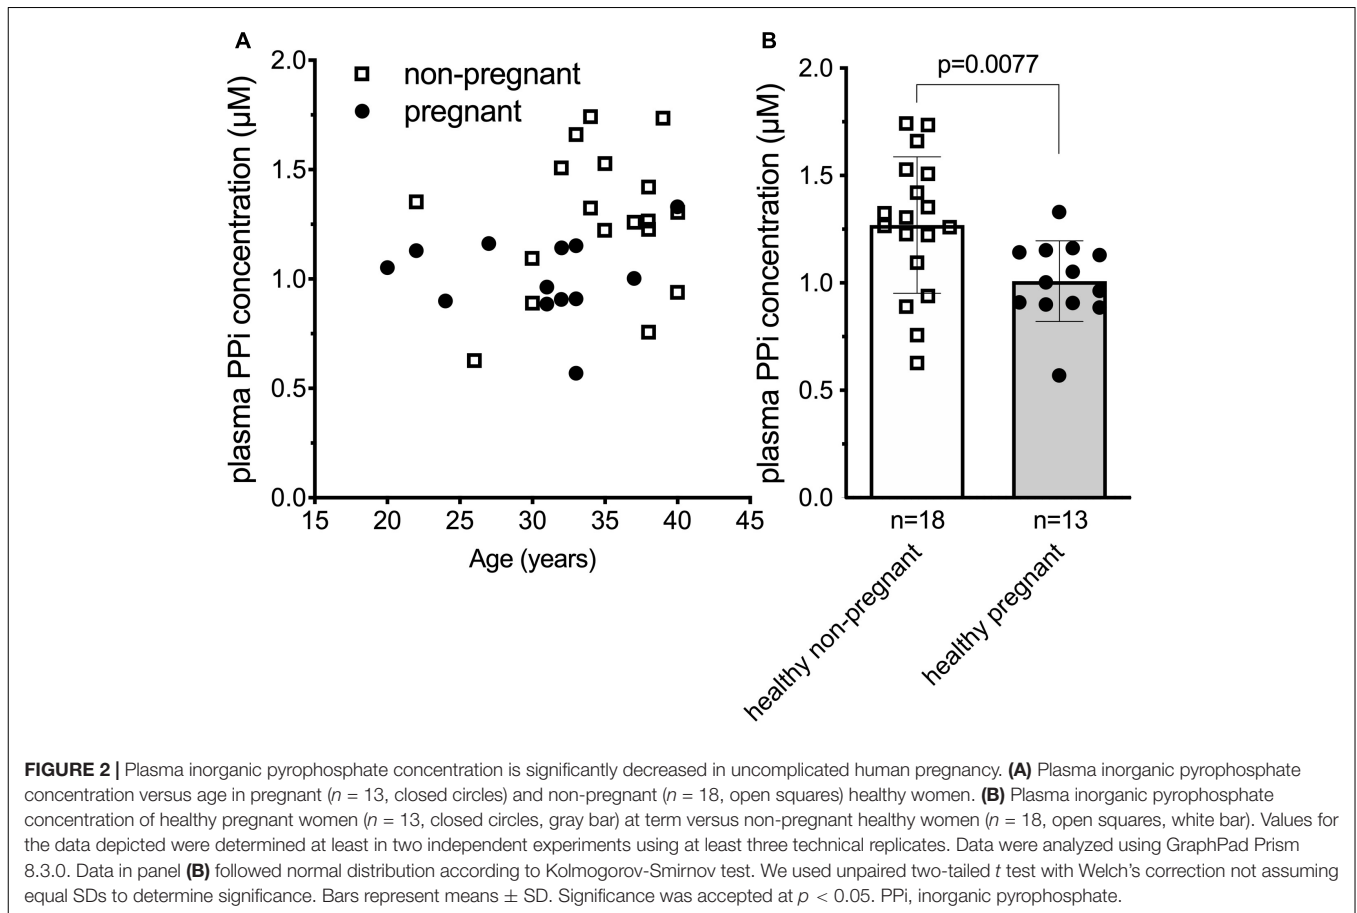 A
B
2.0
1.5
1.0
0.5
0.0
plasma PPi concentration (μM)
non-pregnant
pregnant
15 20 25 30 35 40 45
Age (years)
p=0.0077
2.0
1.5
1.0
0.5
0.0
plasma PPi concentration (μM)
n=18 n=13
healthy non-pregnant
healthy pregnant
FIGURE 2 | Plasma inorganic pyrophosphate concentration is significantly decreased in uncomplicated human pregnancy. (A) Plasma inorganic pyrophosphate
concentration versus age in pregnant (n = 13, closed circles) and non-pregnant (n = 18, open squares) healthy women. (B) Plasma inorganic pyrophosphate
concentration of healthy pregnant women (n = 13, closed circles, gray bar) at term versus non-pregnant healthy women (n = 18, open squares, white bar). Values for
the data depicted were determined at least in two independent experiments using at least three technical replicates. Data were analyzed using GraphPad Prism
8.3.0. Data in panel (B) followed normal distribution according to Kolmogorov-Smirnov test. We used unpaired two-tailed t test with Welch's correction not assuming
equal SDs to determine significance. Bars represent means ± SD. Significance was accepted at p < 0.05. PPi, inorganic pyrophosphate.